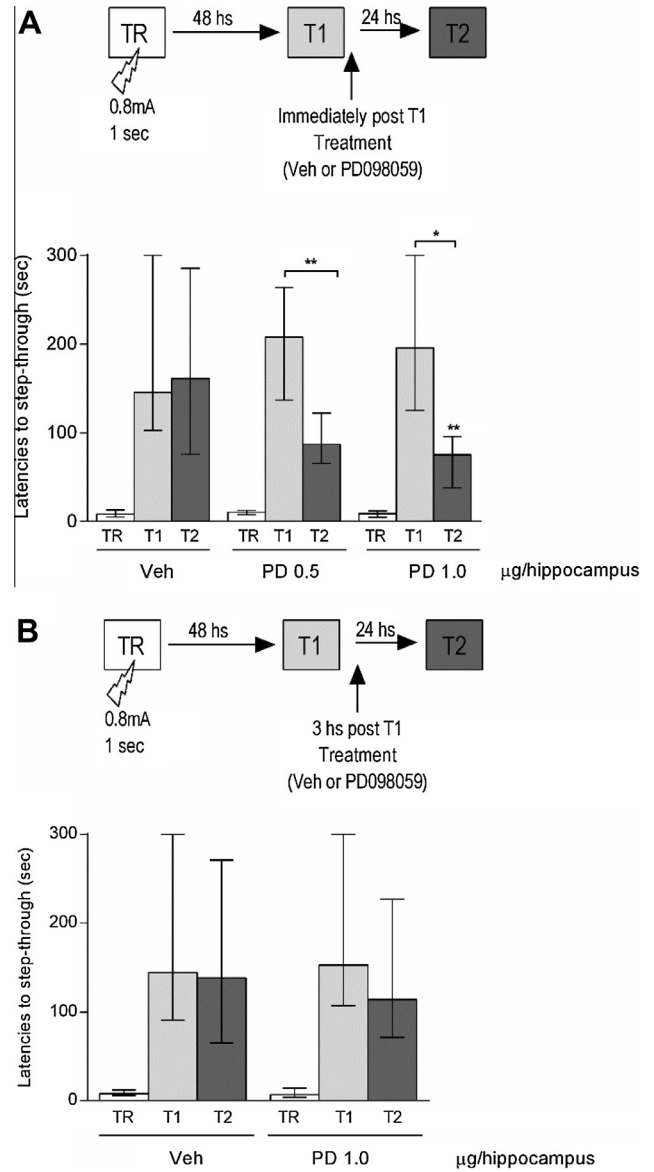 A
TR
48 hs
T1
24 hs
T2
0.8mA
1 sec
Immediately post T1
Treatment
(Veh or PD098059)
Latencies to step-through (sec)
300
200
100
0
**
*
**
TR T1 T2 TR T1 T2 TR T1 T2
Veh PD 0.5 PD 1.0 μg/hippocampus
B
TR
48 hs
T1
24 hs
T2
0.8mA
1 sec
3 hs post T1
Treatment
(Veh or PD098059)
Latencies to step-through (sec)
300
200
100
0
TR T1 T2 TR T1 T2
Veh PD 1.0 μg/hippocampus